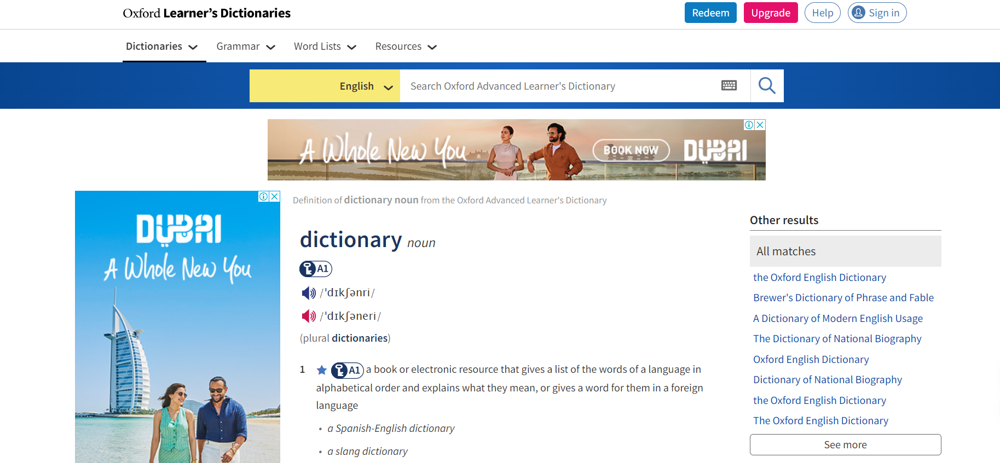 Oxford Learner's Dictionaries
Redeem
Upgrade
Help
Sign in
Dictionaries
Grammar
Word Lists
Resources
English
Search Oxford Advanced Learner's Dictionary
A Whole New You
BOOK NOW
DUBAI
DUBAI
A Whole New You
Definition of dictionary noun from the Oxford Advanced Learner's Dictionary
dictionary noun
A1
/ˈdɪkʃənri/
/ˈdɪkʃəneri/
(plural dictionaries)
1 A1 a book or electronic resource that gives a list of the words of a language in
alphabetical order and explains what they mean, or gives a word for them in a foreign
language
• a Spanish-English dictionary
• a slang dictionary
Other results
All matches
the Oxford English Dictionary
Brewer's Dictionary of Phrase and Fable
A Dictionary of Modern English Usage
The Dictionary of National Biography
Oxford English Dictionary
Dictionary of National Biography
the Oxford English Dictionary
The Oxford English Dictionary
See more